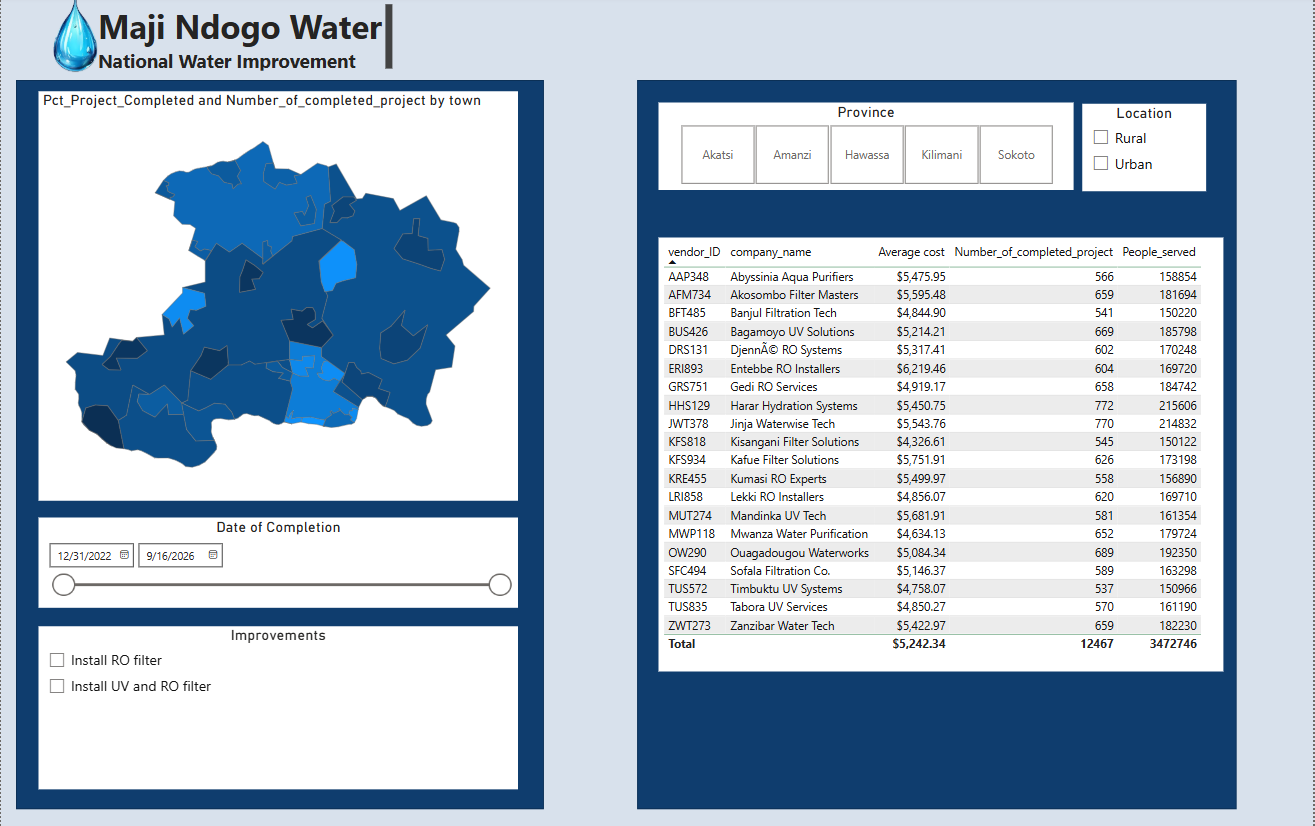 Maji Ndogo Water
National Water Improvement
Pct_Project_Completed and Number_of_completed_project by town
Date of Completion
12/31/2022 9/16/2026
Improvements
Install RO filter
Install UV and RO filter
Province
Akatsi Amanzi Hawassa Kilimani Sokoto
Location
Rural
Urban
vendor_ID company_name Average cost Number_of_completed_project People_served
AAP348 Abyssinia Aqua Purifiers $5,475.95 566 158854
AFM734 Akosombo Filter Masters $5,595.48 659 181694
BFT485 Banjul Filtration Tech $4,844.90 541 150220
BUS426 Bagamoyo UV Solutions $5,214.21 669 185798
DRS131 DjennÃ© RO Systems $5,317.41 602 170248
ERI893 Entebbe RO Installers $6,219.46 604 169720
GRS751 Gedi RO Services $4,919.17 658 184742
HHS129 Harar Hydration Systems $5,450.75 772 215606
JWT378 Jinja Waterwise Tech $5,543.76 770 214832
KFS818 Kisangani Filter Solutions $4,326.61 545 150122
KFS934 Kafue Filter Solutions $5,751.91 626 173198
KRE455 Kumasi RO Experts $5,499.97 558 156890
LRI858 Lekki RO Installers $4,856.07 620 169710
MUT274 Mandinka UV Tech $5,681.91 581 161354
MWP118 Mwanza Water Purification $4,634.13 652 179724
OW290 Ouagadougou Waterworks $5,084.34 689 192350
SFC494 Sofala Filtration Co. $5,146.37 589 163298
TUS572 Timbuktu UV Systems $4,758.07 537 150966
TUS835 Tabora UV Services $4,850.27 570 161190
ZWT273 Zanzibar Water Tech $5,422.97 659 182230
Total $5,242.34 12467 3472746